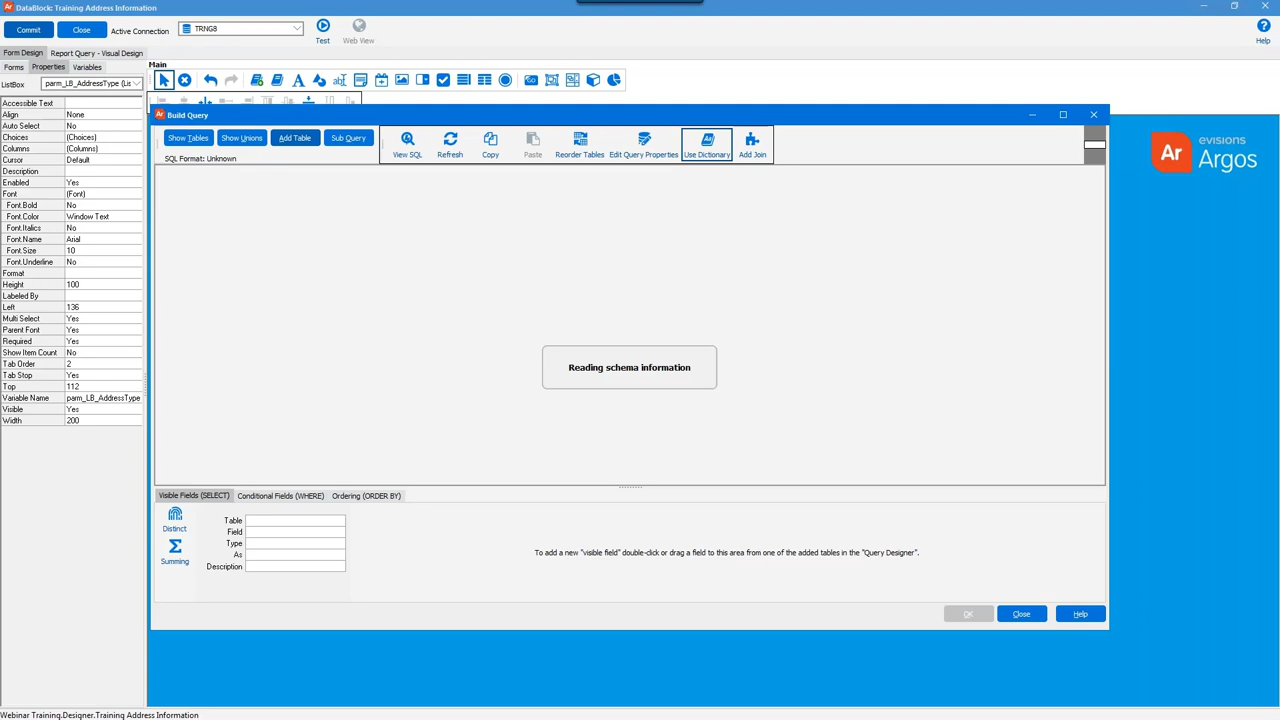 DataBlock: Training Address Information
Commit
Close
Active Connection
TRNG8
Test
Web View
Help
Form Design
Report Query - Visual Design
Forms
Properties
Variables
Main
ListBox
parm_LB_AddressType (Lis
Accessible Text
Align None
Auto Select No
Choices (Choices)
Columns (Columns)
Cursor Default
Description
Enabled Yes
Font (Font)
Font.Bold No
Font.Color Window Text
Font.Italics No
Font.Name Arial
Font.Size 10
Font.Underline No
Format
Height 100
Labeled By
Left 136
Multi Select Yes
Parent Font Yes
Required Yes
Show Item Count No
Tab Order 2
Tab Stop Yes
Top 112
Variable Name parm_LB_AddressType
Visible Yes
Width 200
Build Query
Show Tables
Show Unions
Add Table
Sub Query
SQL Format: Unknown
View SQL
Refresh
Copy
Paste
Reorder Tables
Edit Query Properties
Use Dictionary
Add Join
Ar
evisions
Argos
Reading schema information
Visible Fields (SELECT)
Conditional Fields (WHERE)
Ordering (ORDER BY)
Distinct
Summing
Table
Field
Type
As
Description
To add a new "visible field" double-click or drag a field to this area from one of the added tables in the "Query Designer".
OK
Close
Help
Webinar Training.Designer.Training Address Information